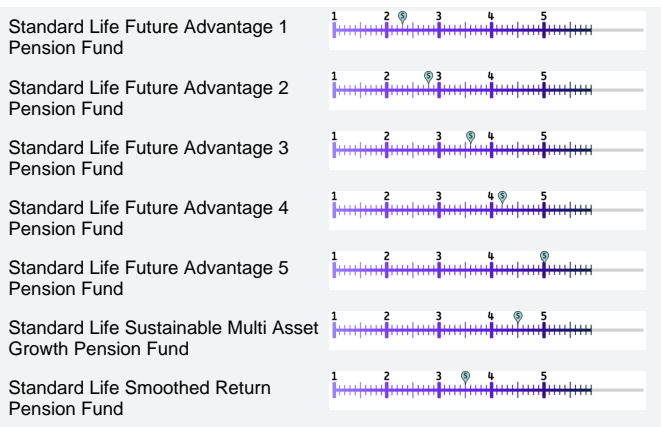 Standard Life Future Advantage 1
Pension Fund
1 2 S 3 4 5
Standard Life Future Advantage 2
Pension Fund
1 2 S 3 4 5
Standard Life Future Advantage 3
Pension Fund
1 2 3 S 4 5
Standard Life Future Advantage 4
Pension Fund
1 2 3 4 S 5
Standard Life Future Advantage 5
Pension Fund
1 2 3 4 5 S
Standard Life Sustainable Multi Asset
Growth Pension Fund
1 2 3 4 S 5
Standard Life Smoothed Return
Pension Fund
1 2 3 S 4 5